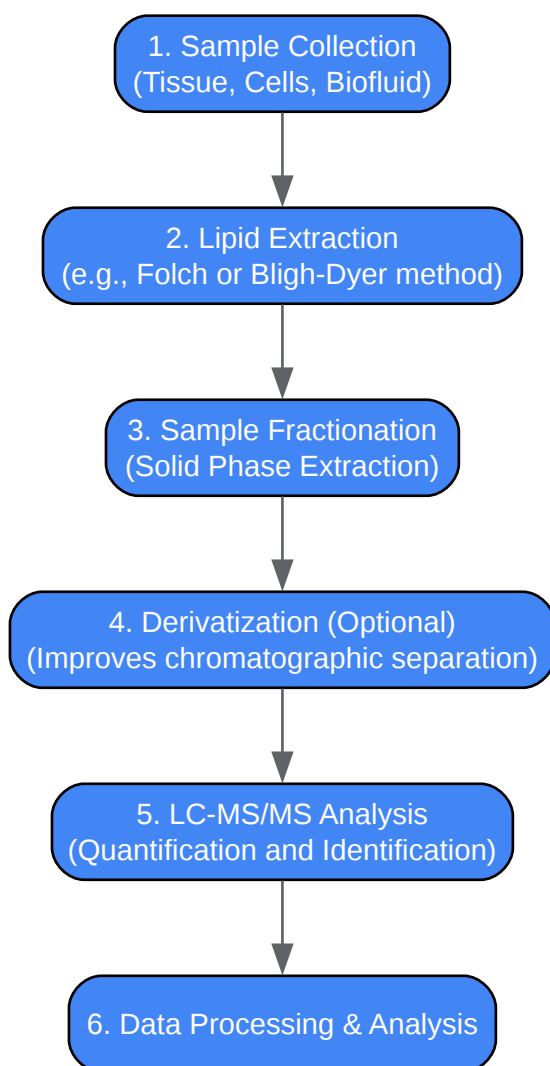 1. Sample Collection
(Tissue, Cells, Biofluid)
2. Lipid Extraction
(e.g., Folch or Bligh-Dyer method)
3. Sample Fractionation
(Solid Phase Extraction)
4. Derivatization (Optional)
(Improves chromatographic separation)
5. LC-MS/MS Analysis
(Quantification and Identification)
6. Data Processing & Analysis